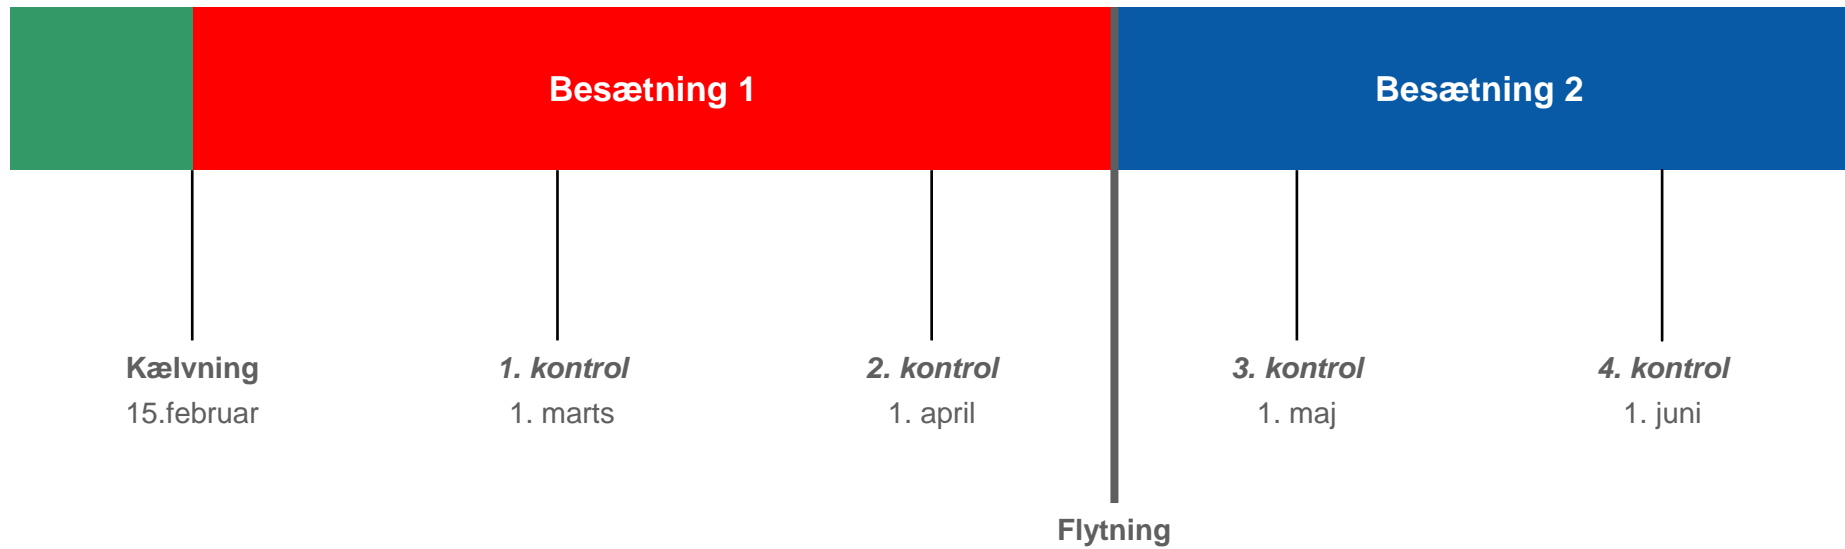 Besætning 1
Besætning 2
Kælvning
15.februar
1. kontrol
1. marts
2. kontrol
1. april
3. kontrol
1. maj
4. kontrol
1. juni
Flytning